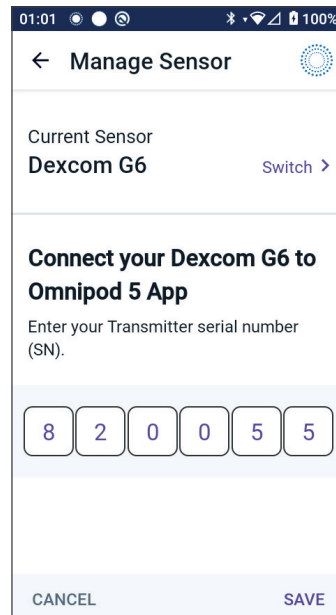 01:01 100%
Manage Sensor
Current Sensor
Dexcom G6 Switch >
Connect your Dexcom G6 to
Omnipod 5 App
Enter your Transmitter serial number
(SN).
8 2 0 0 5 5
CANCEL SAVE